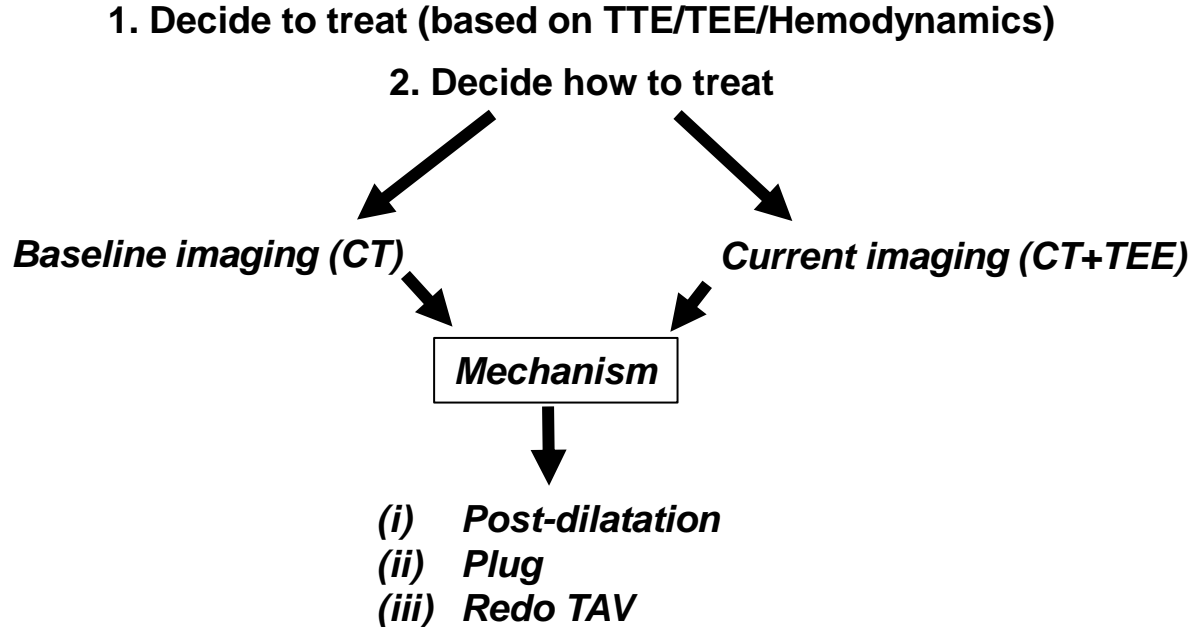 1. Decide to treat (based on TTE/TEE/Hemodynamics)
2. Decide how to treat
Baseline imaging (CT)
Current imaging (CT+TEE)
Mechanism
(i) Post-dilatation
(ii) Plug
(iii) Redo TAV